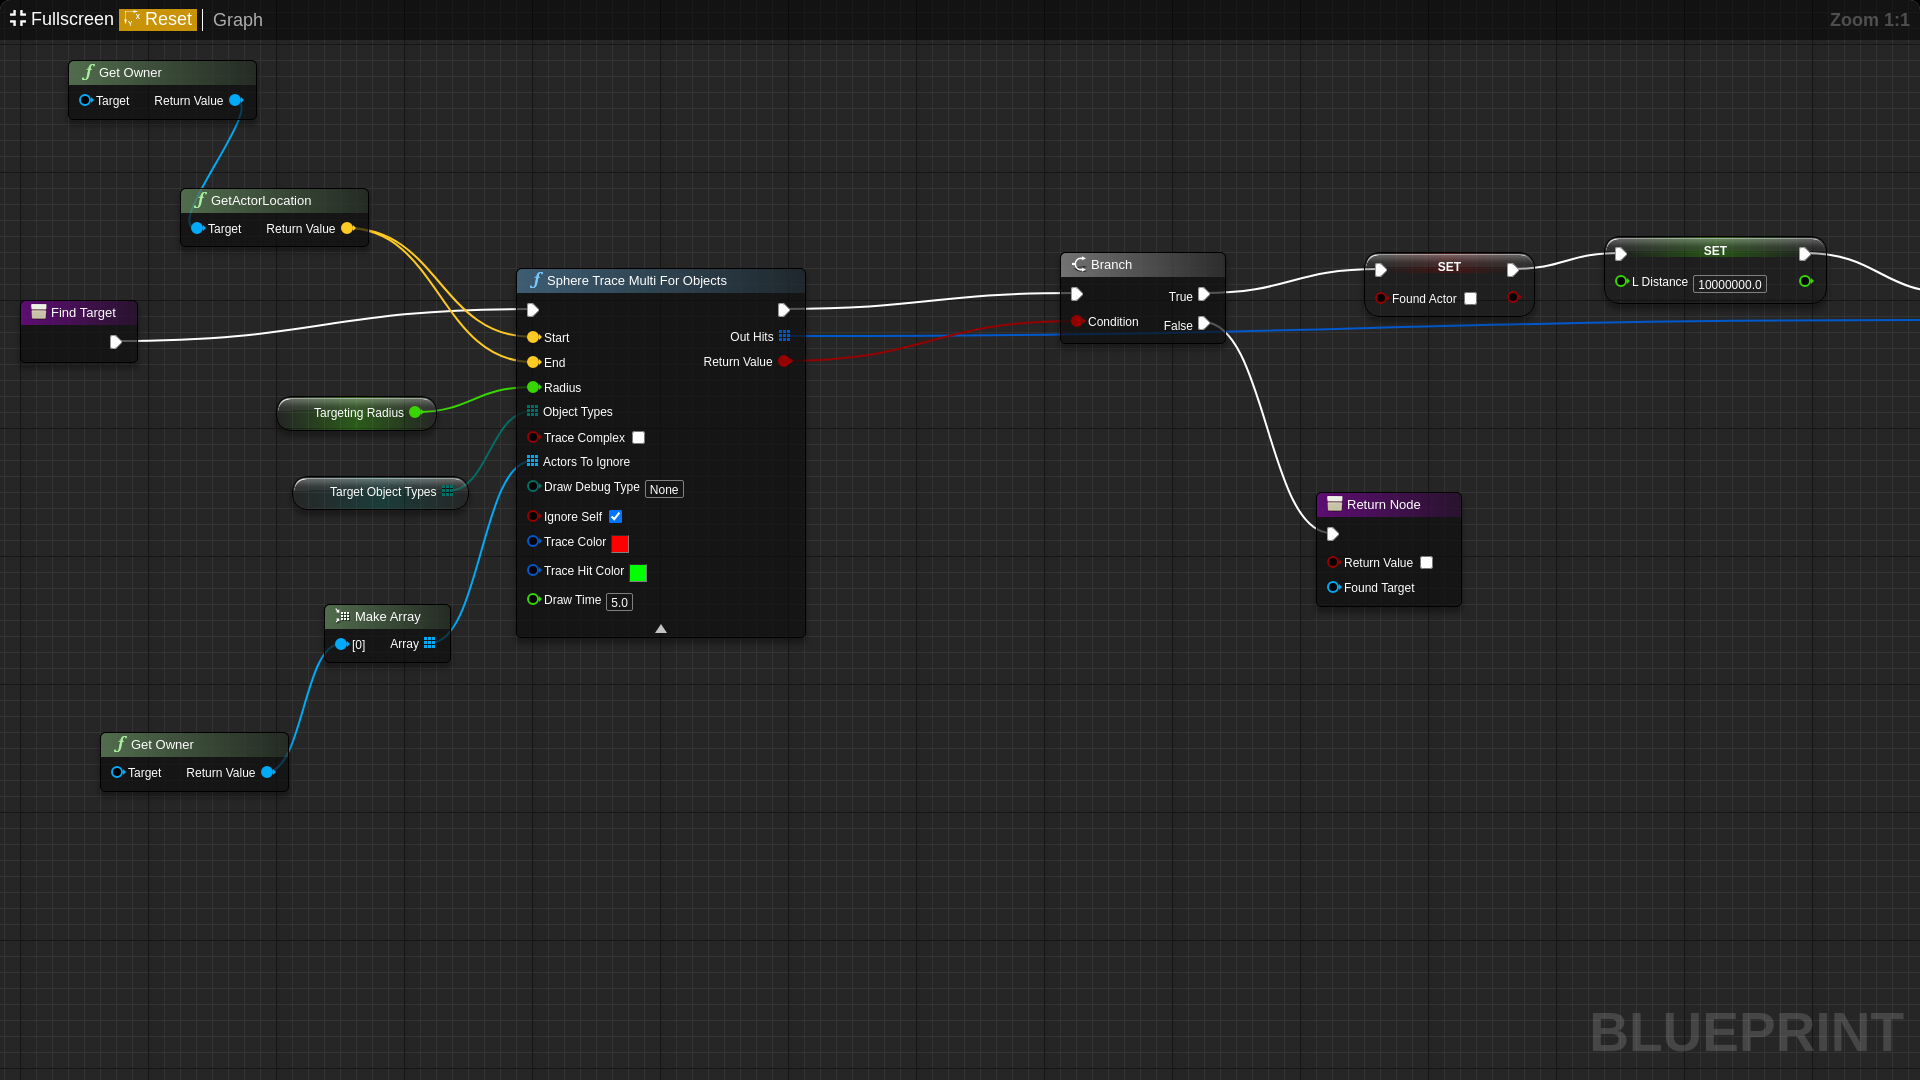 Fullscreen Reset Graph Zoom 1:1
Get Owner
Target Return Value
GetActorLocation
Target Return Value
Find Target
Targeting Radius
Target Object Types
Make Array
[0] Array
Get Owner
Target Return Value
Sphere Trace Multi For Objects
Start Out Hits
End Return Value
Radius
Object Types
Trace Complex
Actors To Ignore
Draw Debug Type None
Ignore Self
Trace Color
Trace Hit Color
Draw Time 5.0
Branch
True
Condition False
SET
Found Actor
SET
L Distance 10000000.0
Return Node
Return Value
Found Target
BLUEPRINT